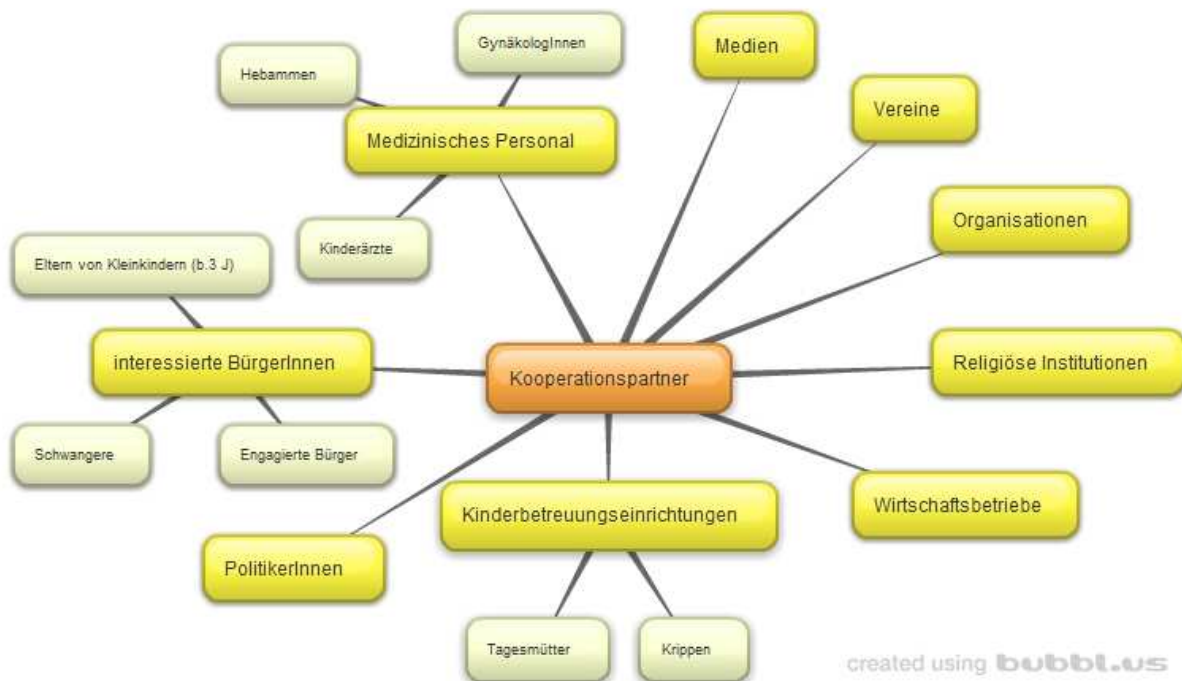 GynäkologInnen
Medien
Hebammen
Vereine
Medizinisches Personal
Organisationen
Kinderärzte
Eltern von Kleinkindern (b.3 J)
interessierte BürgerInnen
Religiöse Institutionen
Kooperationspartner
Schwangere
Engagierte Bürger
Wirtschaftsbetriebe
Kinderbetreuungseinrichtungen
PolitikerInnen
Tagesmütter
Krippen
created using bubbl.us